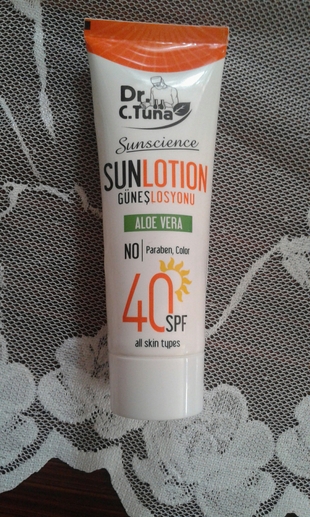 Dr.
C.Tuna
Sunscience
SUNLOTION
GÜNEŞLOSYONU
ALOE VERA
NO | Paraben, Color
40 SPF
all skin types